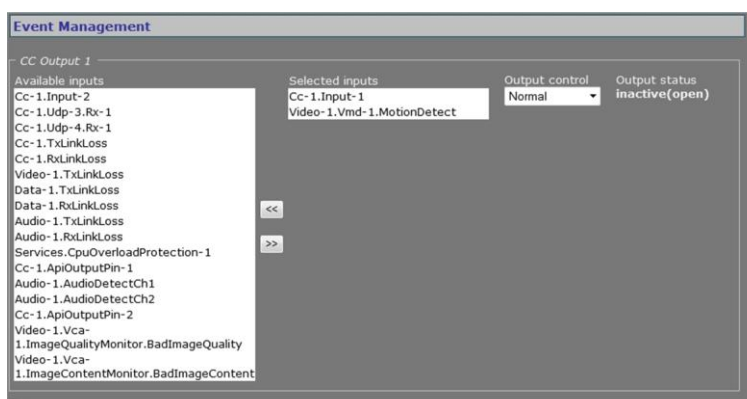 Event Management
CC Output 1
Available inputs
Cc-1.Input-2
Cc-1.Udp-3.Rx-1
Cc-1.Udp-4.Rx-1
Cc-1.TxLinkLoss
Cc-1.RxLinkLoss
Video-1.TxLinkLoss
Data-1.TxLinkLoss
Data-1.RxLinkLoss
Audio-1.TxLinkLoss
Audio-1.RxLinkLoss
Services.CpuOverloadProtection-1
Cc-1.ApiOutputPin-1
Audio-1.AudioDetectCh1
Audio-1.AudioDetectCh2
Cc-1.ApiOutputPin-2
Video-1.Vca-
1.ImageQualityMonitor.BadImageQuality
Video-1.Vca-
1.ImageContentMonitor.BadImageContent
<<
>>
Selected inputs
Cc-1.Input-1
Video-1.Vmd-1.MotionDetect
Output control
Normal
Output status
inactive(open)